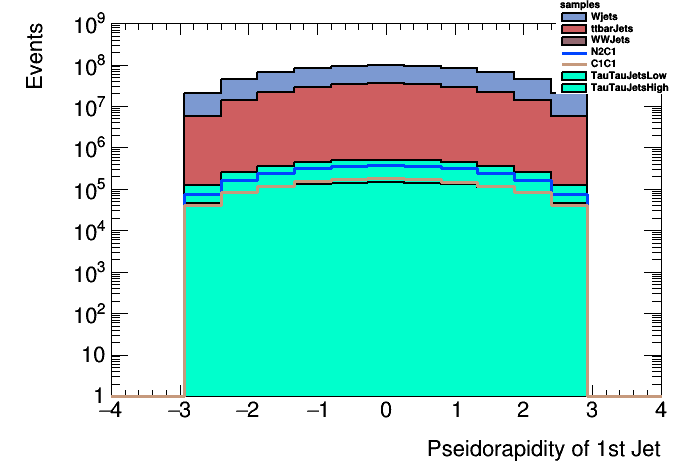 samples
Wjets
ttbarJets
WWJets
N2C1
C1C1
TauTauJetsLow
TauTauJetsHigh
Events
10⁹
10⁸
10⁷
10⁶
10⁵
10⁴
10³
10²
10
1
−4 −3 −2 −1 0 1 2 3 4
Pseidorapidity of 1st Jet